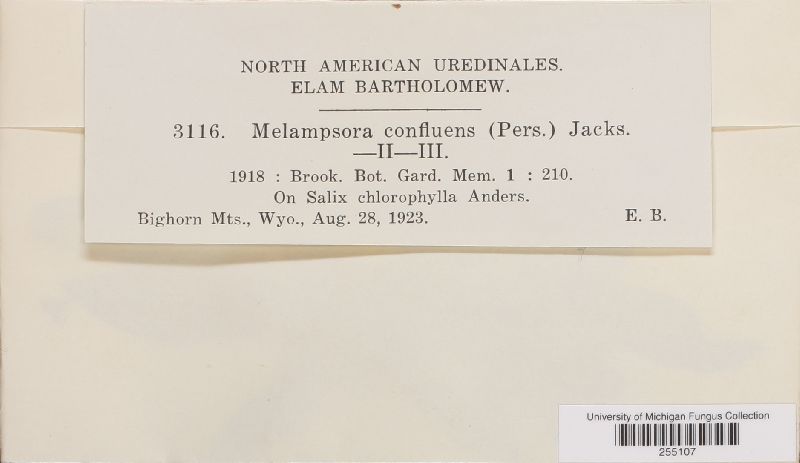 NORTH AMERICAN UREDINALES.
ELAM BARTHOLOMEW.
3116. Melampsora confluens (Pers.) Jacks.
—II—III.
1918 : Brook. Bot. Gard. Mem. 1 : 210.
On Salix chlorophylla Anders.
Bighorn Mts., Wyo., Aug. 28, 1923. E. B.
University of Michigan Fungus Collection
255107